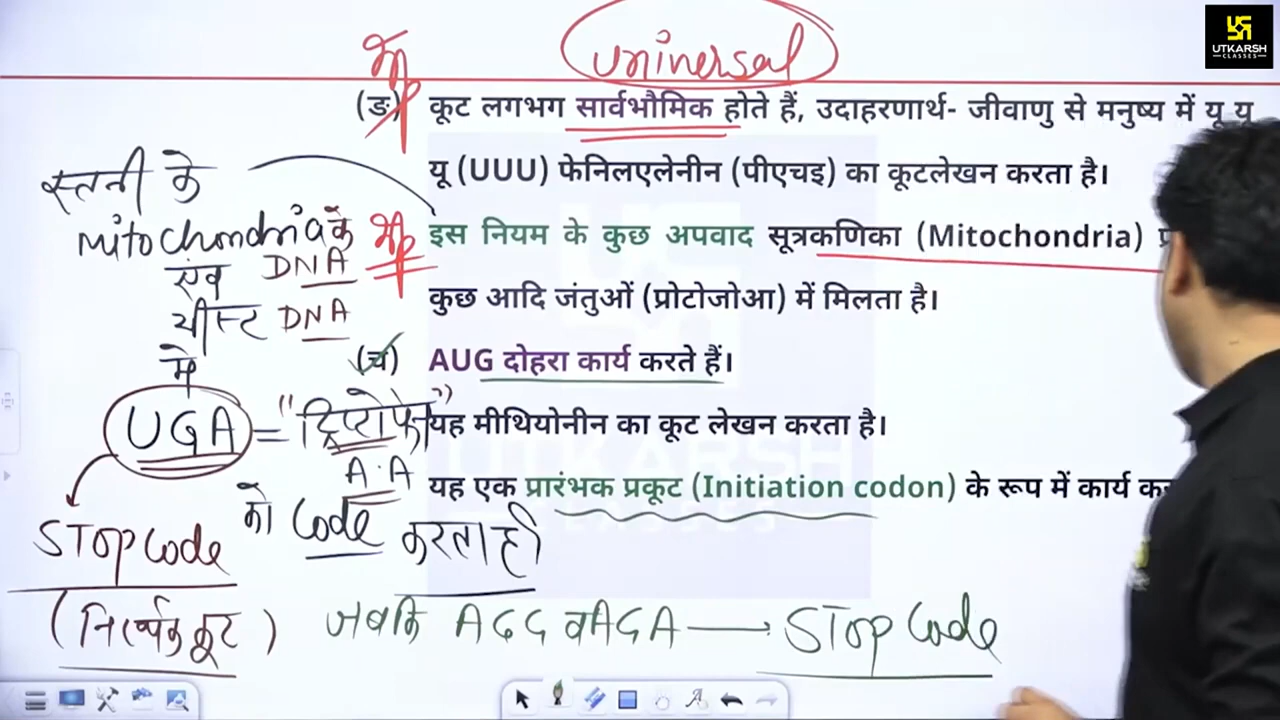 universal
UTKARSH
CLASSES
Imp
(ङ) कूट लगभग सार्वभौमिक होते हैं, उदाहरणार्थ- जीवाणु से मनुष्य में यू यू
यू (UUU) फेनिलएलेनीन (पीएचइ) का कूटलेखन करता है।
Imp इस नियम के कुछ अपवाद सूत्रकणिका (Mitochondria)
कुछ आदि जंतुओं (प्रोटोजोआ) में मिलता है।
(च) AUG दोहरा कार्य करते हैं।
यह मीथियोनीन का कूट लेखन करता है।
यह एक प्रारंभक प्रकूट (Initiation codon) के रूप में कार्य
स्तनी के
Mitochondria के
DNA
एंव
यीस्ट DNA
में
UGA = "ट्रिप्टोफेन"
A.A
को Code करता है।
STOP Code
(निरर्थक कूट)
जबकि AGG व AGA → STOP Code